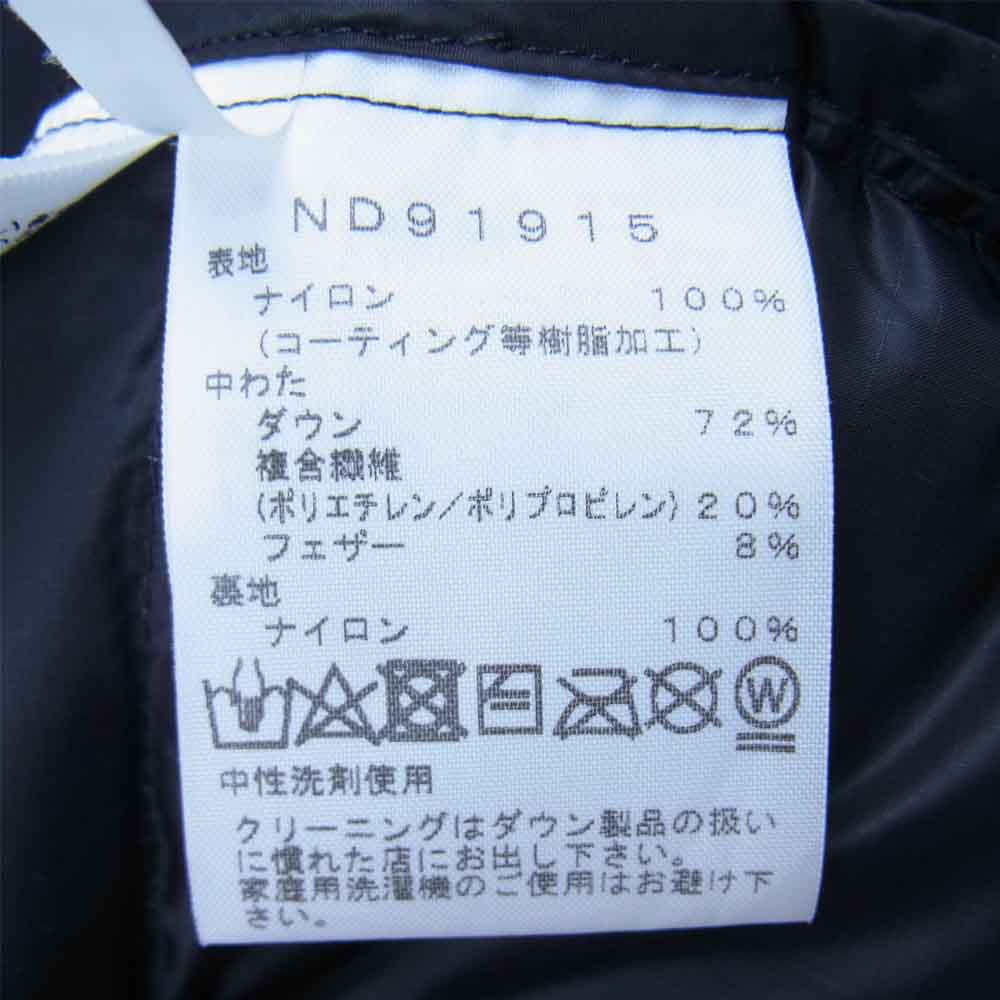 ND91915
表地
ナイロン 100%
(コーティング等樹脂加工)
中わた
ダウン 72%
複合繊維
(ポリエチレン/ポリプロピレン) 20%
フェザー 8%
裏地
ナイロン 100%
W
中性洗剤使用
クリーニングはダウン製品の扱い
に慣れた店にお出し下さい。
家庭用洗濯機のご使用はお避け下
さい。